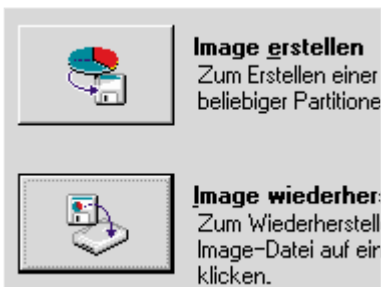 Image erstellen
Zum Erstellen einer
beliebiger Partitione
Image wiederher
Zum Wiederherstell
Image-Datei auf ein
klicken.